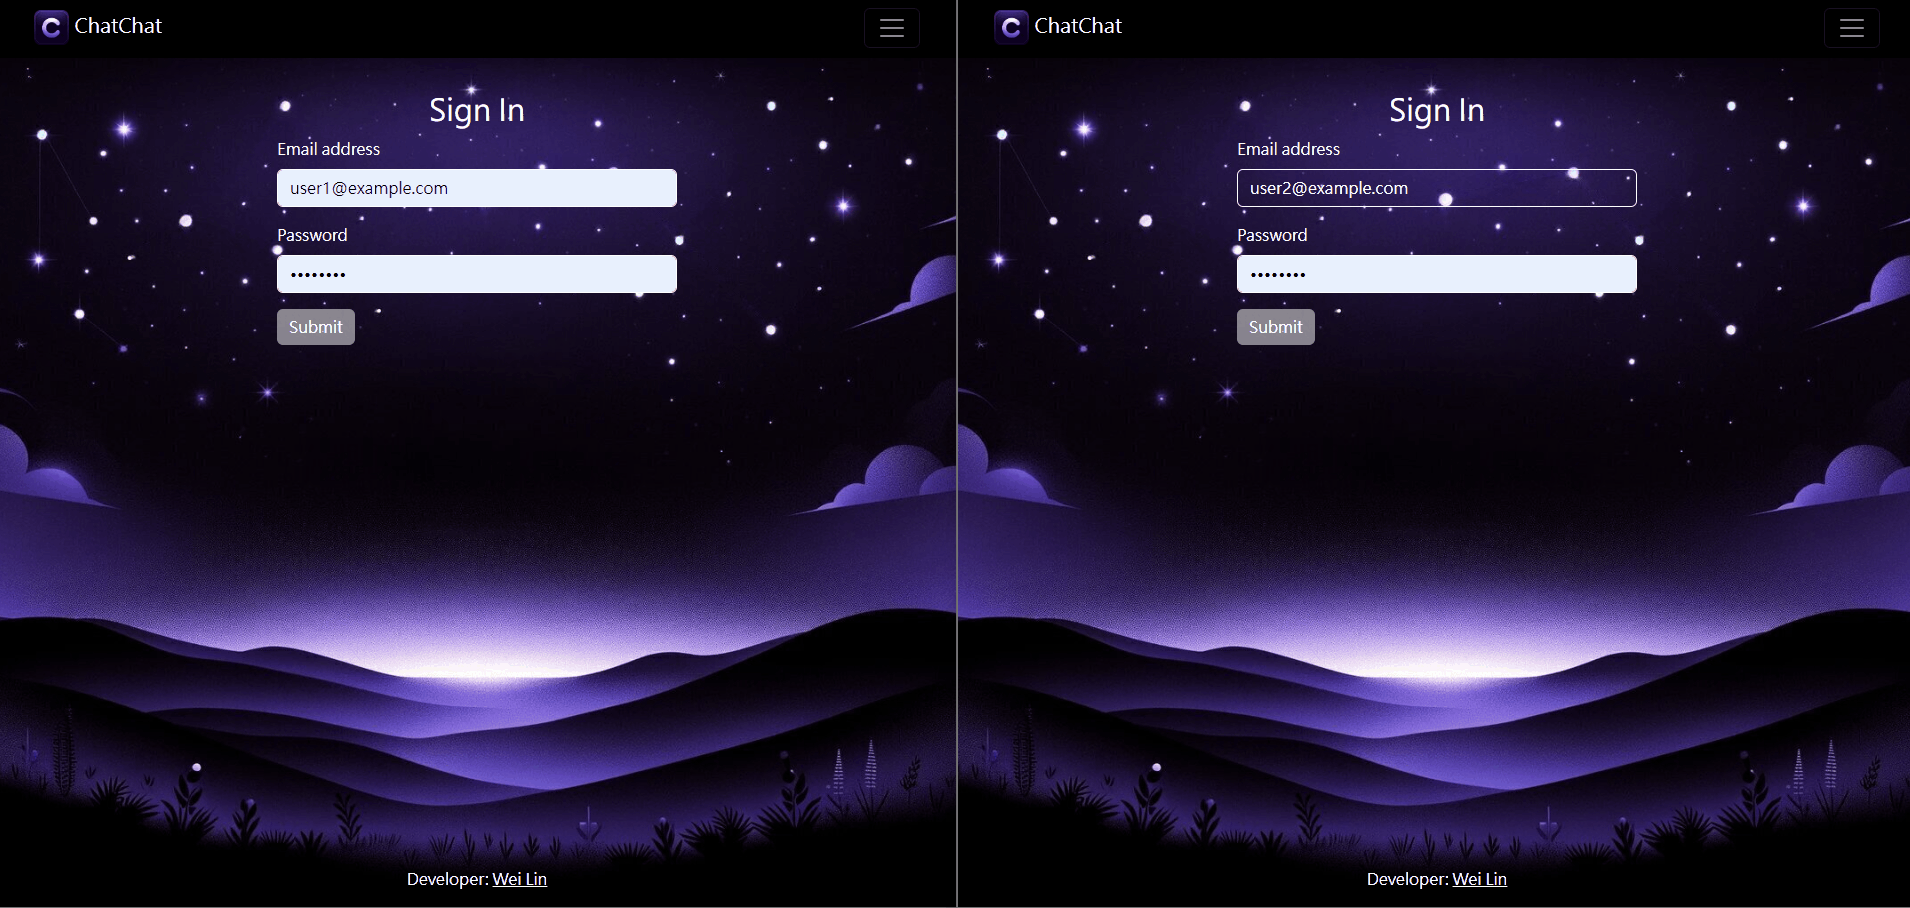 C ChatChat
Sign In
Email address
user1@example.com
Password
••••••••
Submit
Developer: Wei Lin
C ChatChat
Sign In
Email address
user2@example.com
Password
••••••••
Submit
Developer: Wei Lin